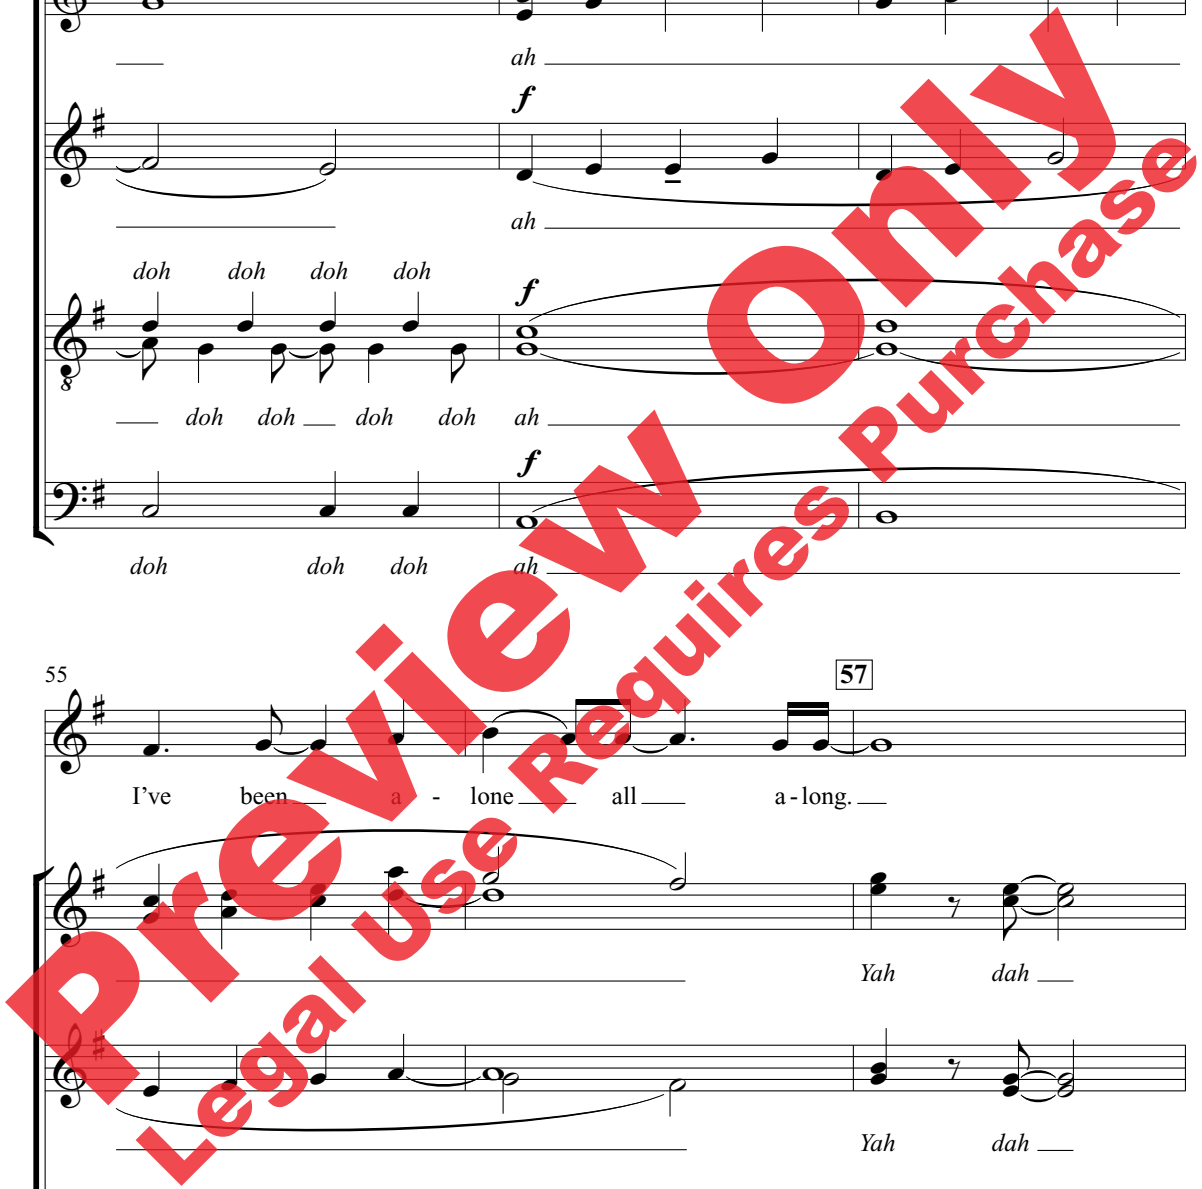 ah
f
ah
doh doh doh doh
f
8
doh doh doh doh ah
f
doh doh doh ah
55
57
I've been a - lone all a - long.
Yah dah
Yah dah
Preview Only
Legal Use Requires Purchase